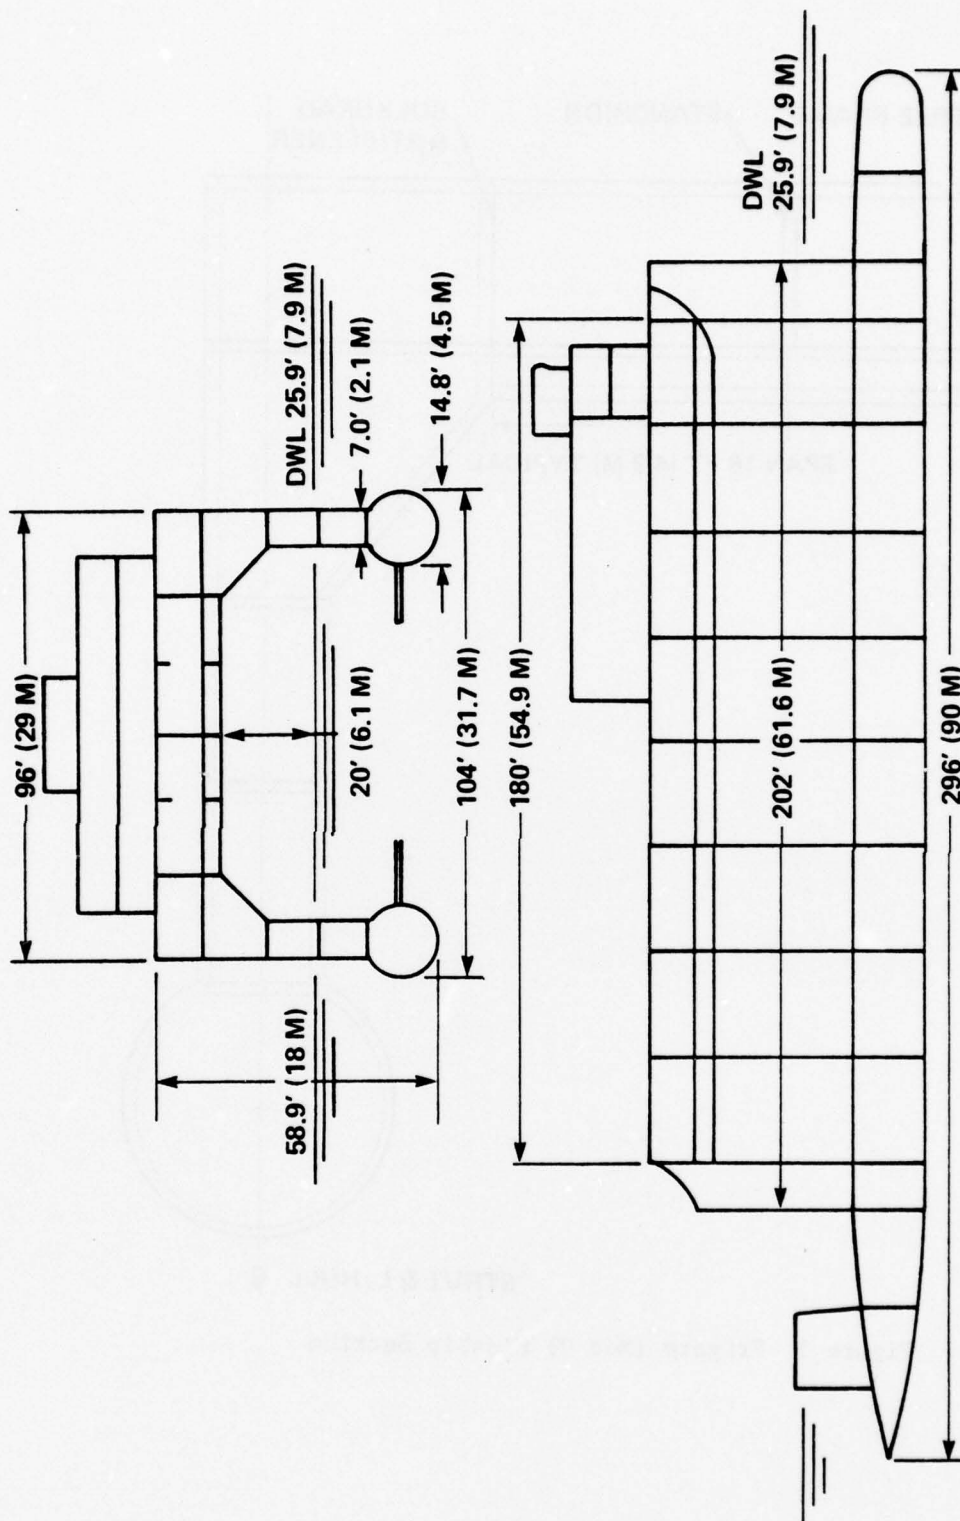 96' (29 M)
DWL 25.9' (7.9 M)
7.0' (2.1 M)
14.8' (4.5 M)
20' (6.1 M)
58.9' (18 M)
104' (31.7 M)
180' (54.9 M)
DWL
25.9' (7.9 M)
202' (61.6 M)
296' (90 M)